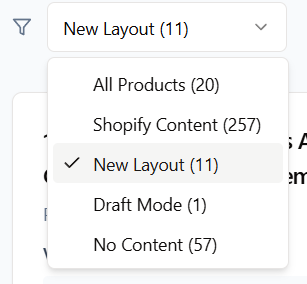 New Layout (11)
All Products (20)
Shopify Content (257)
New Layout (11)
Draft Mode (1)
No Content (57)